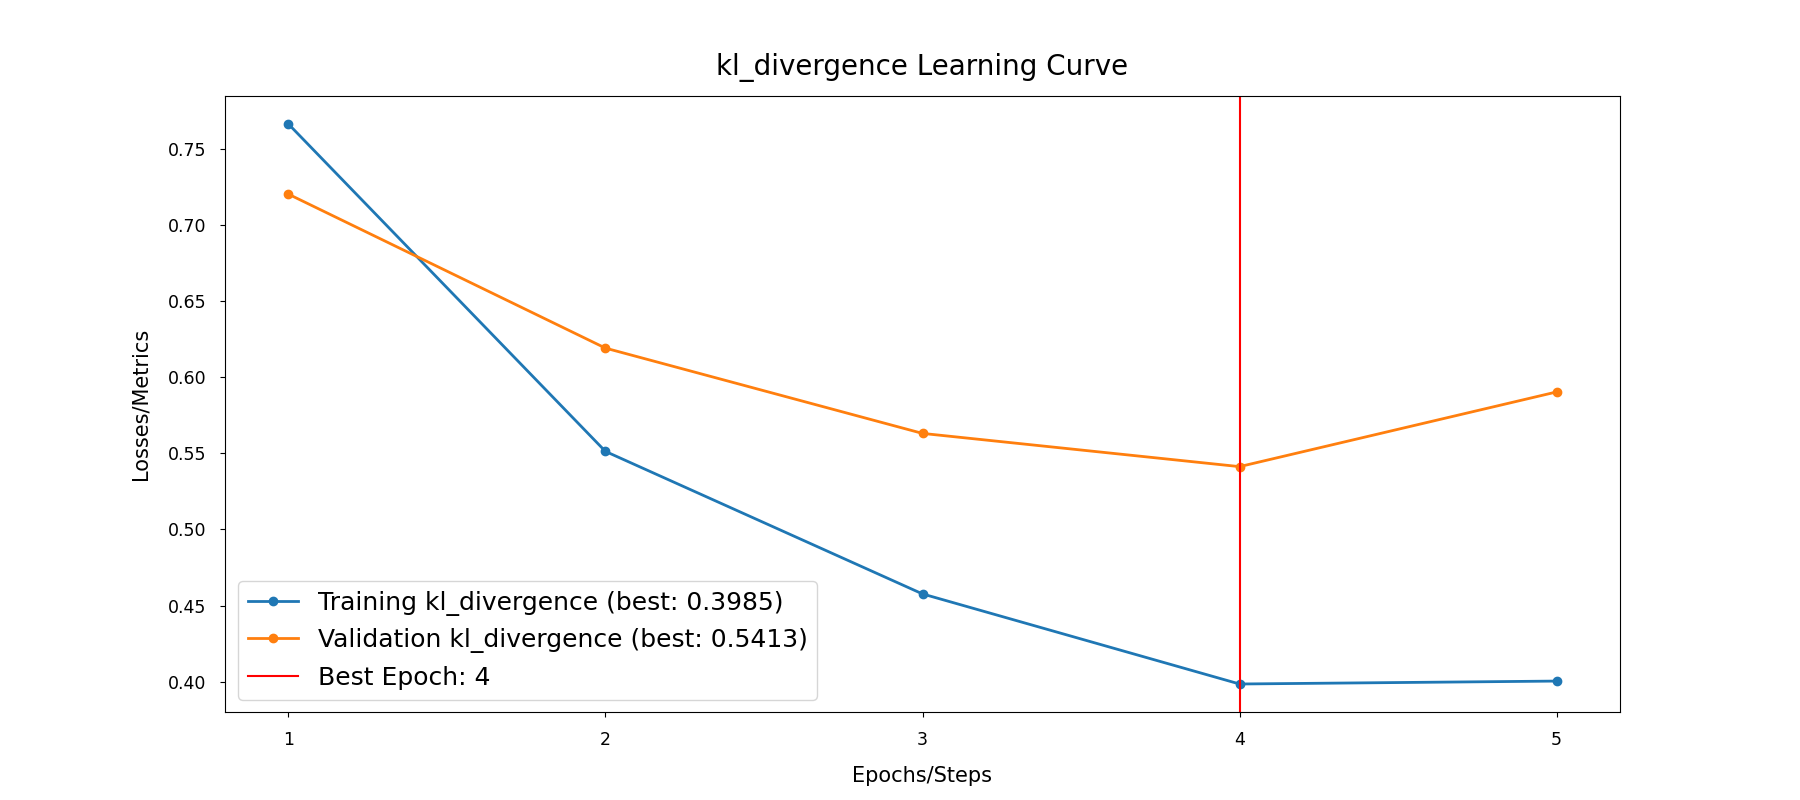 kl_divergence Learning Curve
0.75
0.70
0.65
0.60
0.55
0.50
0.45
0.40
Losses/Metrics
Training kl_divergence (best: 0.3985)
Validation kl_divergence (best: 0.5413)
Best Epoch: 4
1 2 3 4 5
Epochs/Steps